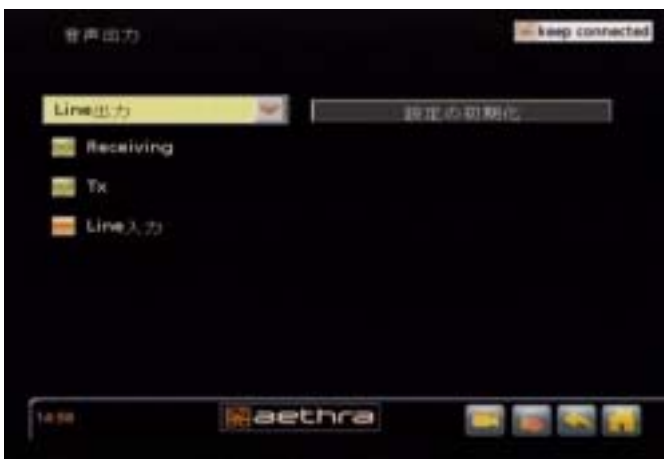 音声出力
keep connected
Line出力
設定の初期化
Receiving
Tx
Line入力
14:58
aethra